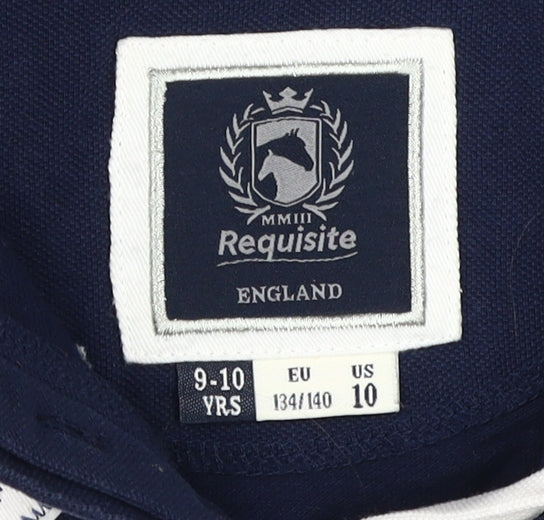 MMIII
Requisite
ENGLAND
9-10
YRS
EU
134/140
US
10